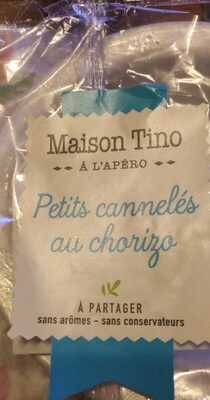 Maison Tino
À L'APÉRO
Petits cannelés
au chorizo
À PARTAGER
sans arômes – sans conservateurs